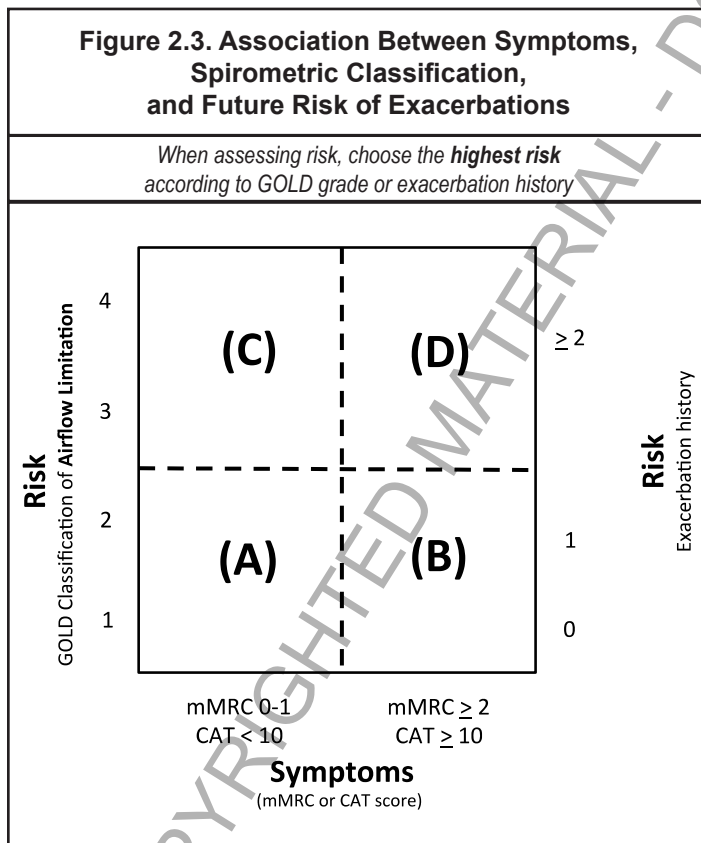 Figure 2.3. Association Between Symptoms,
Spirometric Classification,
and Future Risk of Exacerbations
When assessing risk, choose the highest risk
according to GOLD grade or exacerbation history
Risk
GOLD Classification of Airflow Limitation
4
3
2
1
(C)
(D)
(A)
(B)
≥ 2
1
0
Risk
Exacerbation history
mMRC 0-1
CAT < 10
mMRC ≥ 2
CAT ≥ 10
Symptoms
(mMRC or CAT score)
PYRIGHTED MATERIAL - D